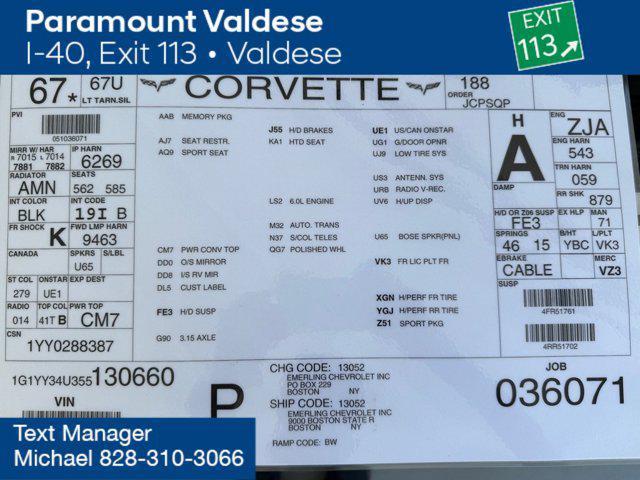 Paramount Valdese
I-40, Exit 113 • Valdese
EXIT
113
67* 67U
LT TARN.SIL
CORVETTE
188
ORDER
JCPSQP
PVI
051036071
MIRR W/ HAR
R 7015 L 7014
7881 7882
IP HARN
6269
RADIATOR
AMN
SEATS
562 585
INT COLOR
BLK
INT CODE
19I B
FR SHOCK
K
FWD LMP HARN
9463
CANADA
SPKRS
U65
S/LBL
ST COL
279
ONSTAR
UE1
EXP DEST
RADIO
014
TOP COL
41T B
PWR TOP
CM7
CSN
1YY0288387
AAB MEMORY PKG
AJ7 SEAT RESTR.
AQ9 SPORT SEAT
CM7 PWR CONV TOP
DD0 O/S MIRROR
DD8 I/S RV MIR
DL5 CUST LABEL
FE3 H/D SUSP
G90 3.15 AXLE
J55 H/D BRAKES
KA1 HTD SEAT
LS2 6.0L ENGINE
M32 AUTO. TRANS
N37 S/COL TELES
QG7 POLISHED WHL
UE1 US/CAN ONSTAR
UG1 G/DOOR OPNR
UJ9 LOW TIRE SYS
US3 ANTENN. SYS
URB RADIO V-REC.
UV6 H/UP DISP
U65 BOSE SPKR(PNL)
VK3 FR LIC PLT FR
XGN H/PERF FR TIRE
YGJ H/PERF RR TIRE
Z51 SPORT PKG
H
A
DAMP
ENG
ZJA
ENG HARN
543
TRN HARN
059
RR SHK
879
H/D OR Z06 SUSP
FE3
EX HLP
MAN
71
SPRINGS
46 15
B/HT
YBC
L/PLT
VK3
EBRAKE
CABLE
MERC
VZ3
SUSP
4FR51761
4RR51702
1G1YY34U355130660
VIN
P
CHG CODE: 13052
EMERLING CHEVROLET INC
PO BOX 229
BOSTON NY
SHIP CODE: 13052
EMERLING CHEVROLET INC
9000 BOSTON STATE R
BOSTON NY
RAMP CODE: BW
JOB
036071
Text Manager
Michael 828-310-3066